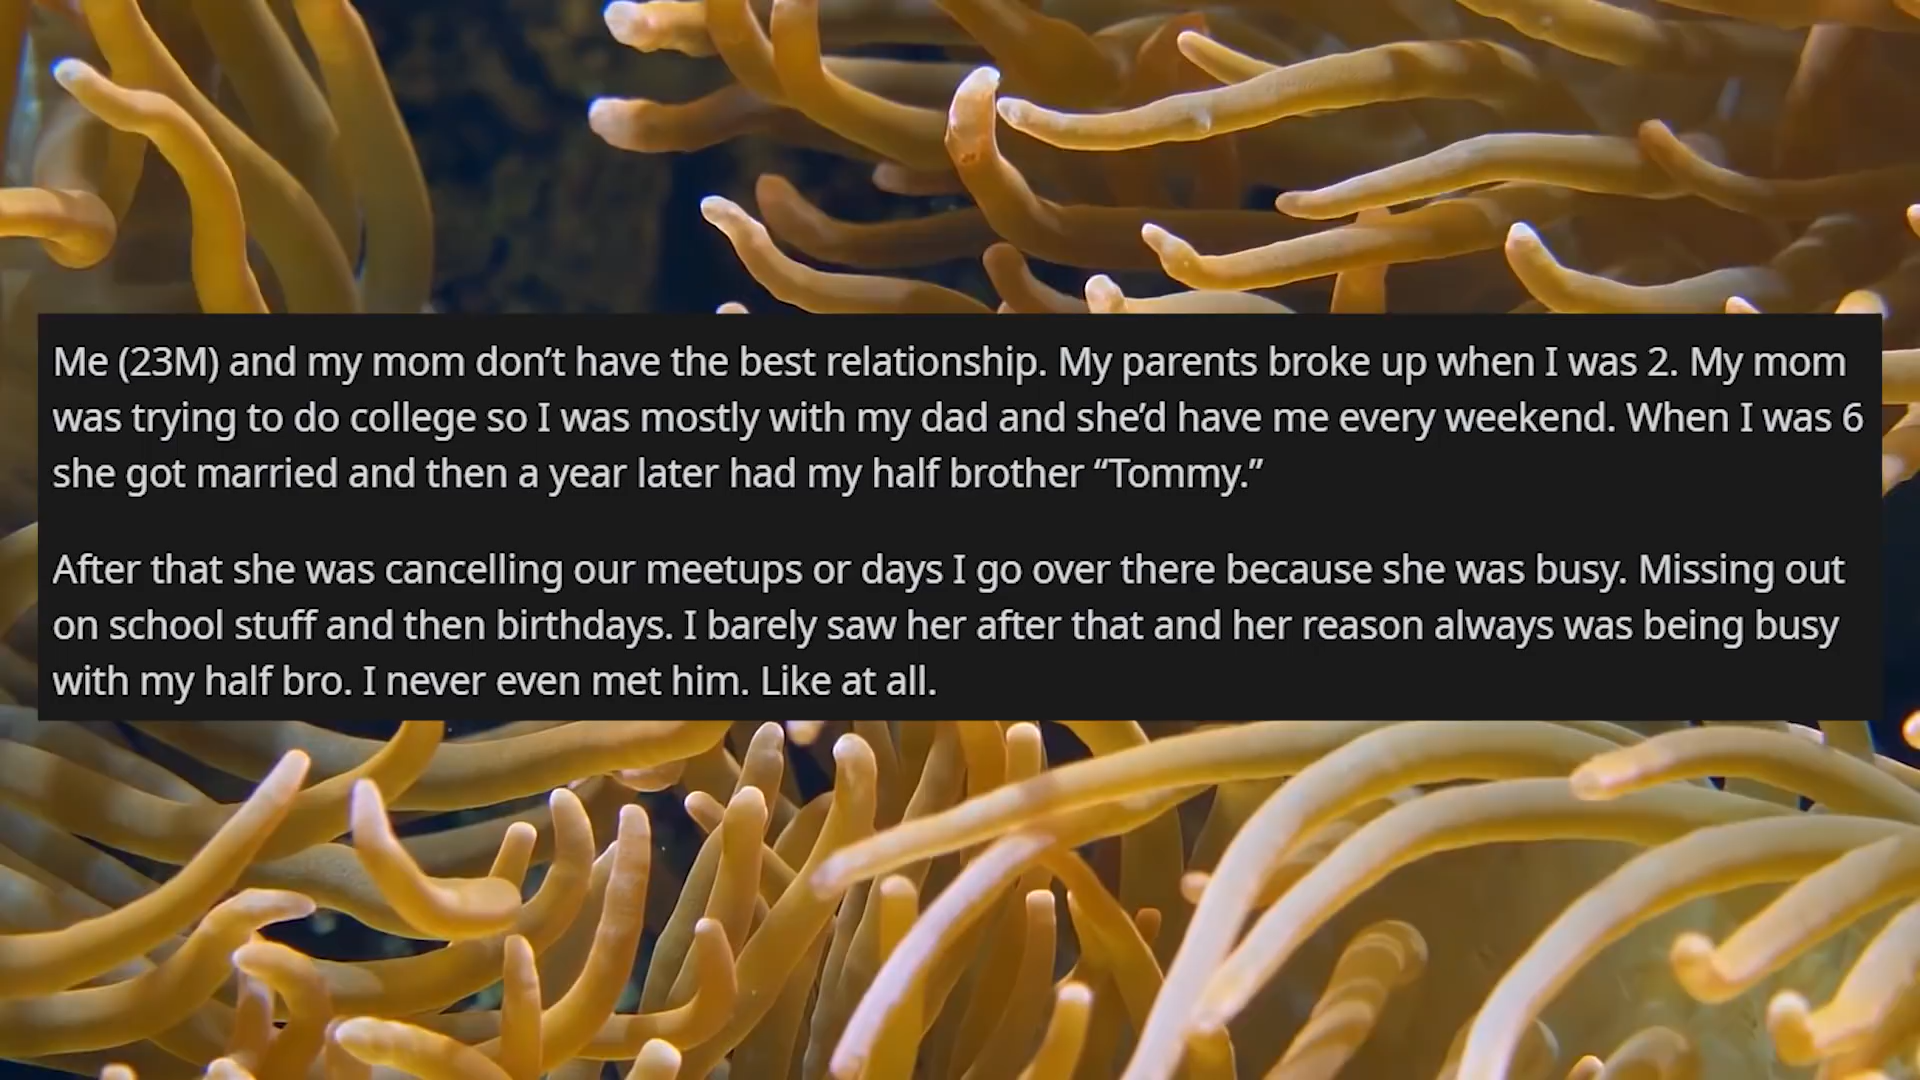 Me (23M) and my mom don’t have the best relationship. My parents broke up when I was 2. My mom
was trying to do college so I was mostly with my dad and she’d have me every weekend. When I was 6
she got married and then a year later had my half brother “Tommy.”
After that she was cancelling our meetups or days I go over there because she was busy. Missing out
on school stuff and then birthdays. I barely saw her after that and her reason always was being busy
with my half bro. I never even met him. Like at all.